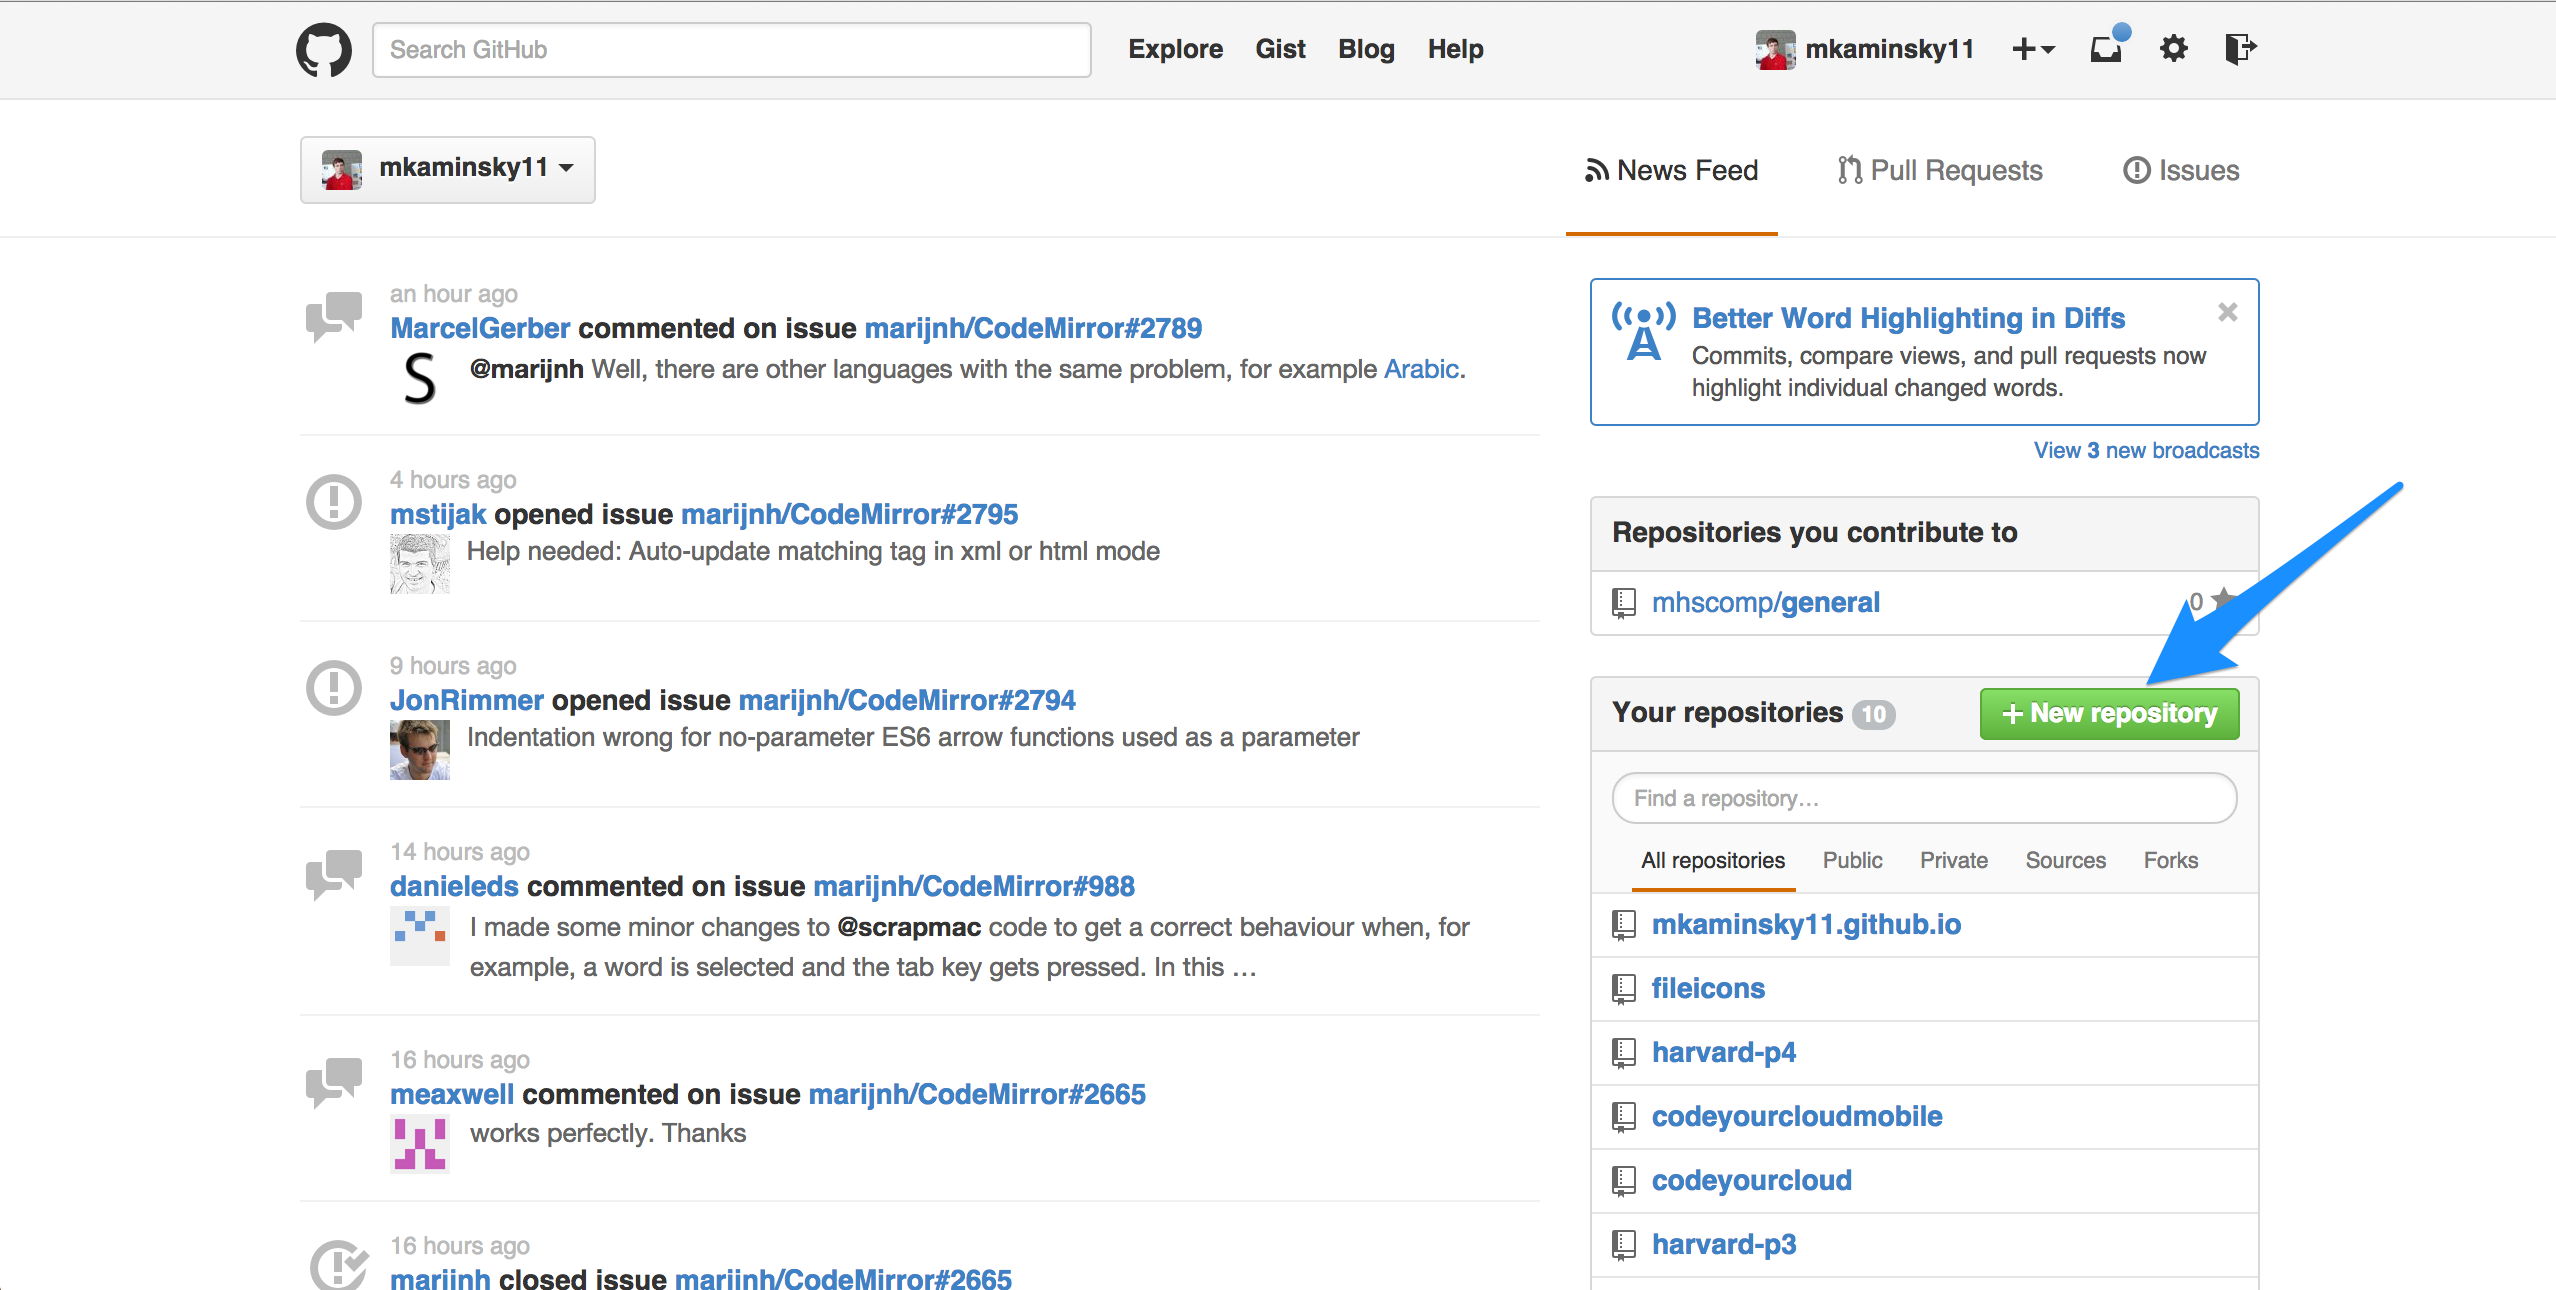 Search GitHub
Explore Gist Blog Help
mkaminsky11
mkaminsky11
News Feed Pull Requests Issues
an hour ago
MarcelGerber commented on issue marijnh/CodeMirror#2789
S
@marijnh Well, there are other languages with the same problem, for example Arabic.
4 hours ago
mstijak opened issue marijnh/CodeMirror#2795
Help needed: Auto-update matching tag in xml or html mode
9 hours ago
JonRimmer opened issue marijnh/CodeMirror#2794
Indentation wrong for no-parameter ES6 arrow functions used as a parameter
14 hours ago
danieleds commented on issue marijnh/CodeMirror#988
I made some minor changes to @scrapmac code to get a correct behaviour when, for
example, a word is selected and the tab key gets pressed. In this …
16 hours ago
meaxwell commented on issue marijnh/CodeMirror#2665
works perfectly. Thanks
16 hours ago
marijnh closed issue marijnh/CodeMirror#2665
Better Word Highlighting in Diffs
Commits, compare views, and pull requests now
highlight individual changed words.
View 3 new broadcasts
Repositories you contribute to
mhscomp/general 0
Your repositories 10 + New repository
Find a repository…
All repositories Public Private Sources Forks
mkaminsky11.github.io
fileicons
harvard-p4
codeyourcloudmobile
codeyourcloud
harvard-p3